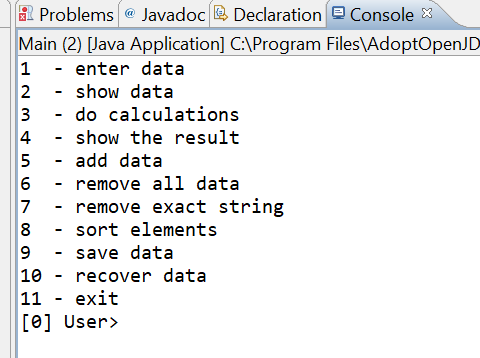 Problems @ Javadoc Declaration Console
Main (2) [Java Application] C:\Program Files\AdoptOpenJD
1  - enter data
2  - show data
3  - do calculations
4  - show the result
5  - add data
6  - remove all data
7  - remove exact string
8  - sort elements
9  - save data
10 - recover data
11 - exit
[0] User>